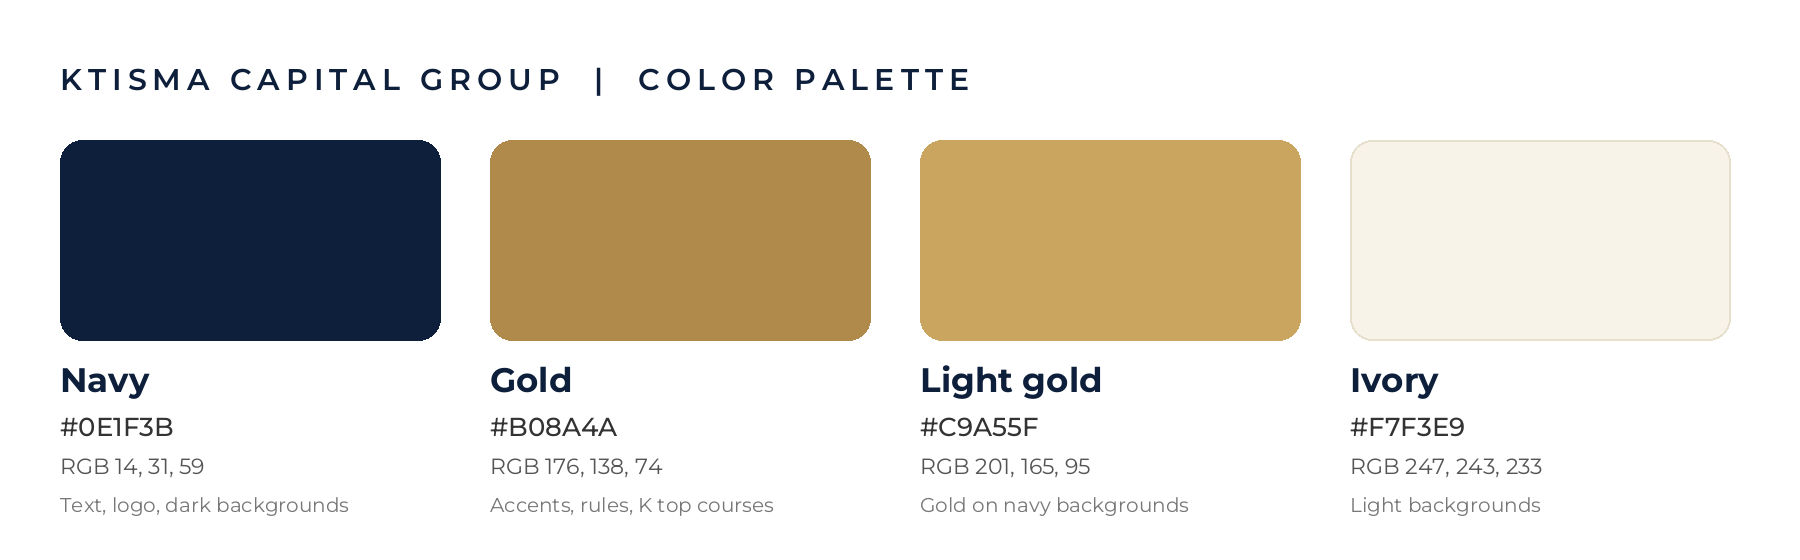 KTISMA CAPITAL GROUP | COLOR PALETTE
Navy
#0E1F3B
RGB 14, 31, 59
Text, logo, dark backgrounds
Gold
#B08A4A
RGB 176, 138, 74
Accents, rules, K top courses
Light gold
#C9A55F
RGB 201, 165, 95
Gold on navy backgrounds
Ivory
#F7F3E9
RGB 247, 243, 233
Light backgrounds